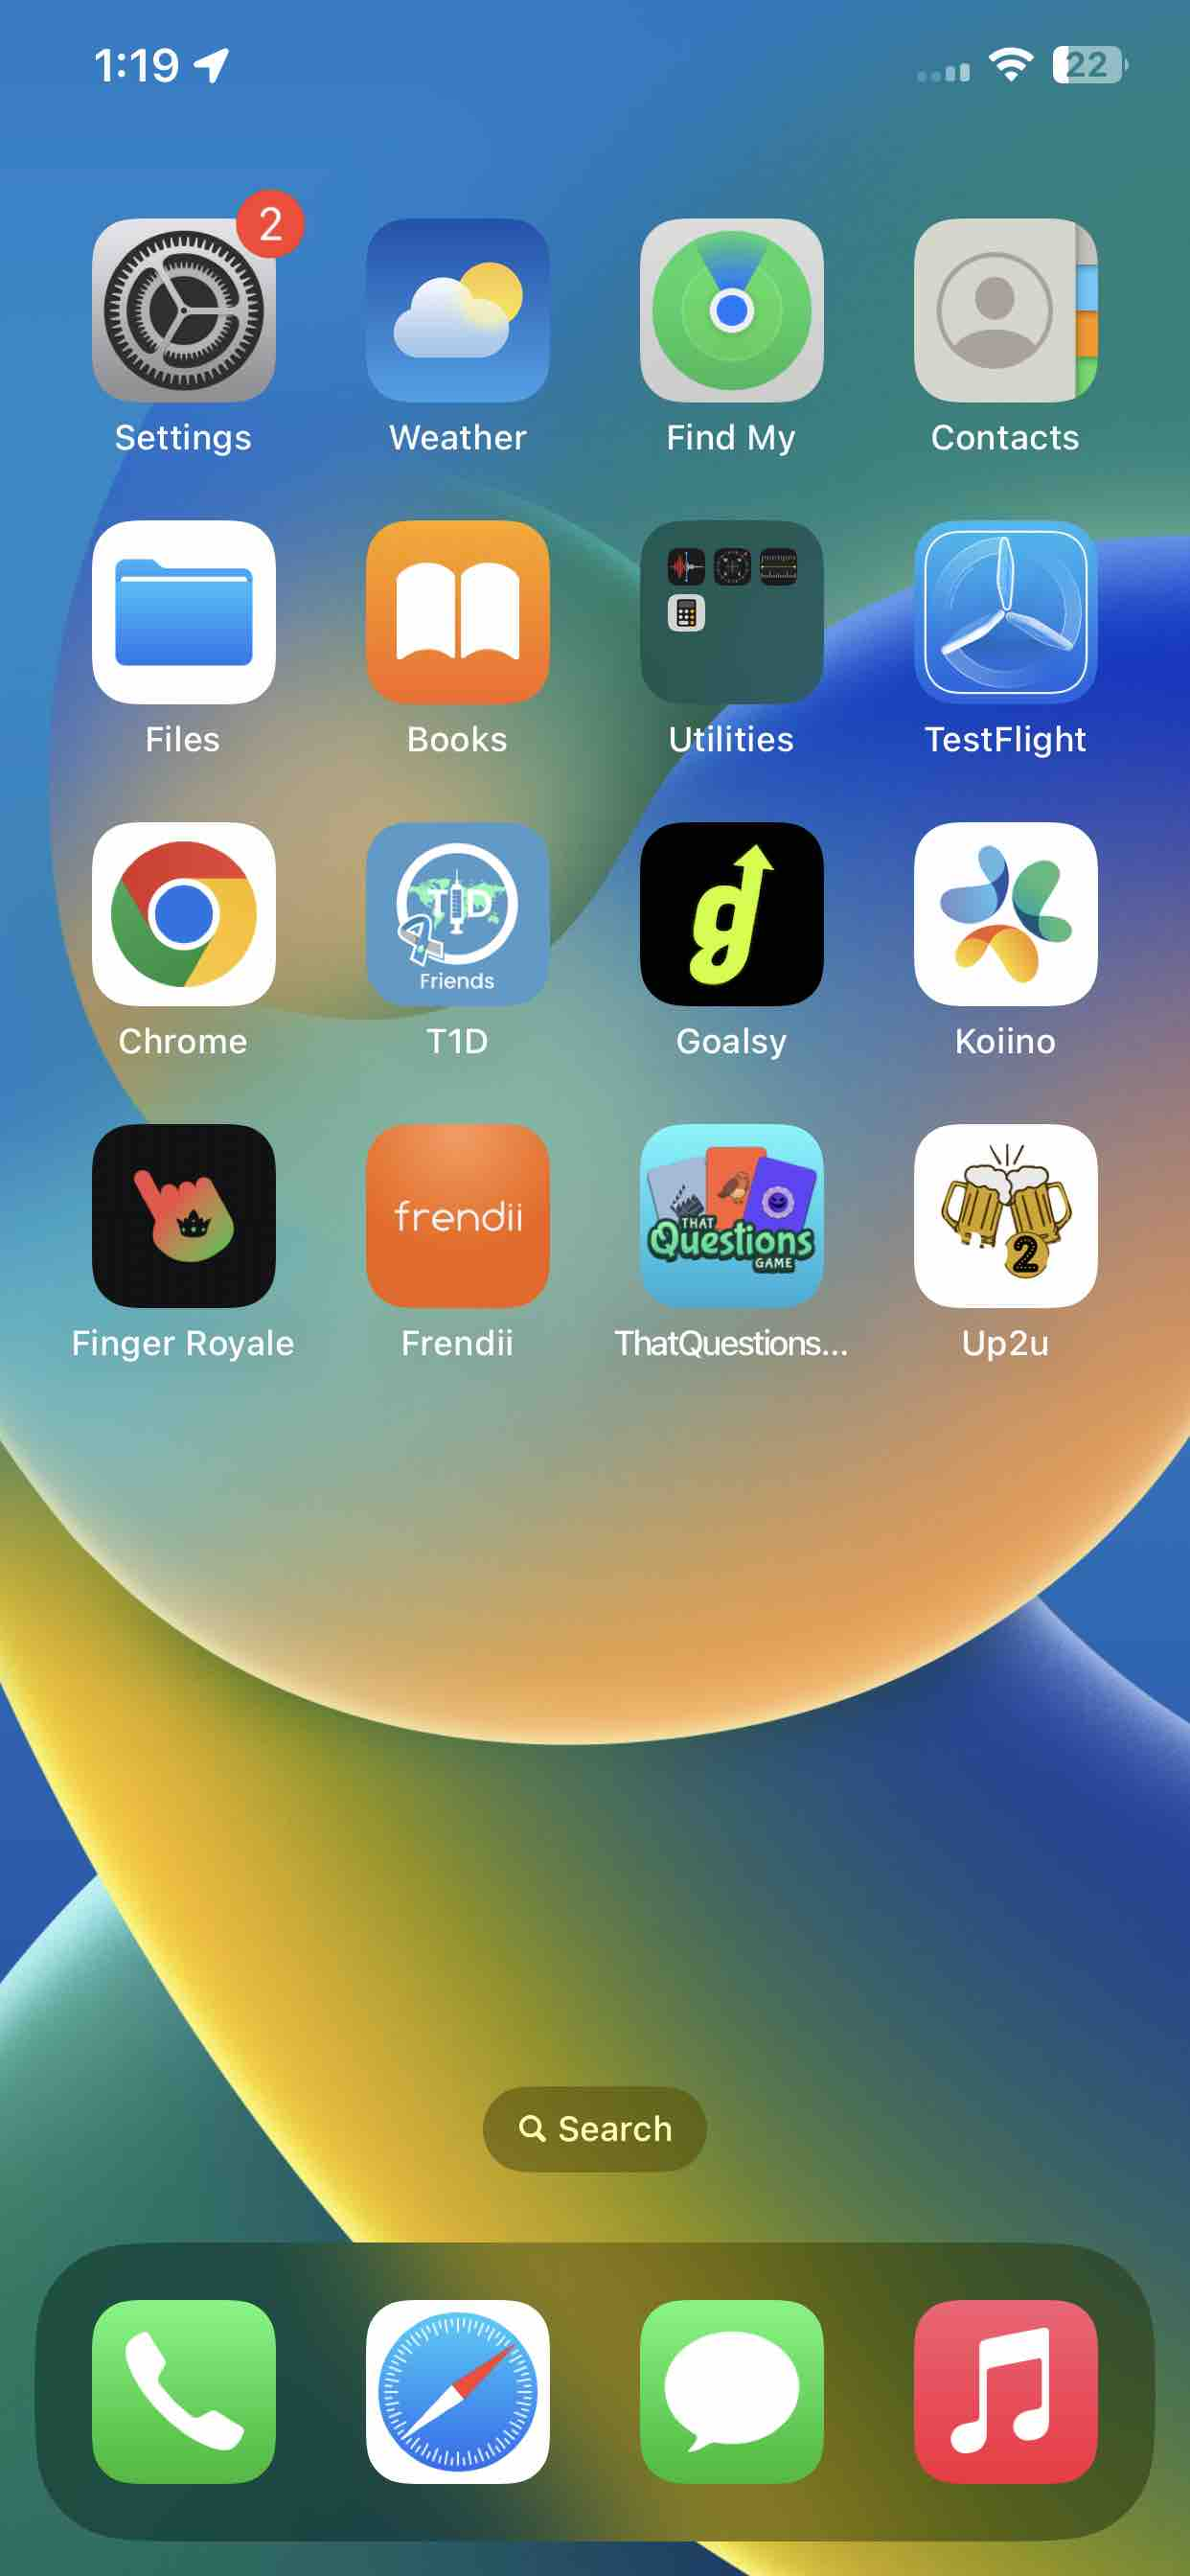 1:19
22
2
Settings
Weather
Find My
Contacts
Files
Books
Utilities
TestFlight
T1D
Friends
g
Chrome
T1D
Goalsy
Koiino
frendii
THAT
Questions
GAME
2
Finger Royale
Frendii
ThatQuestions...
Up2u
Search